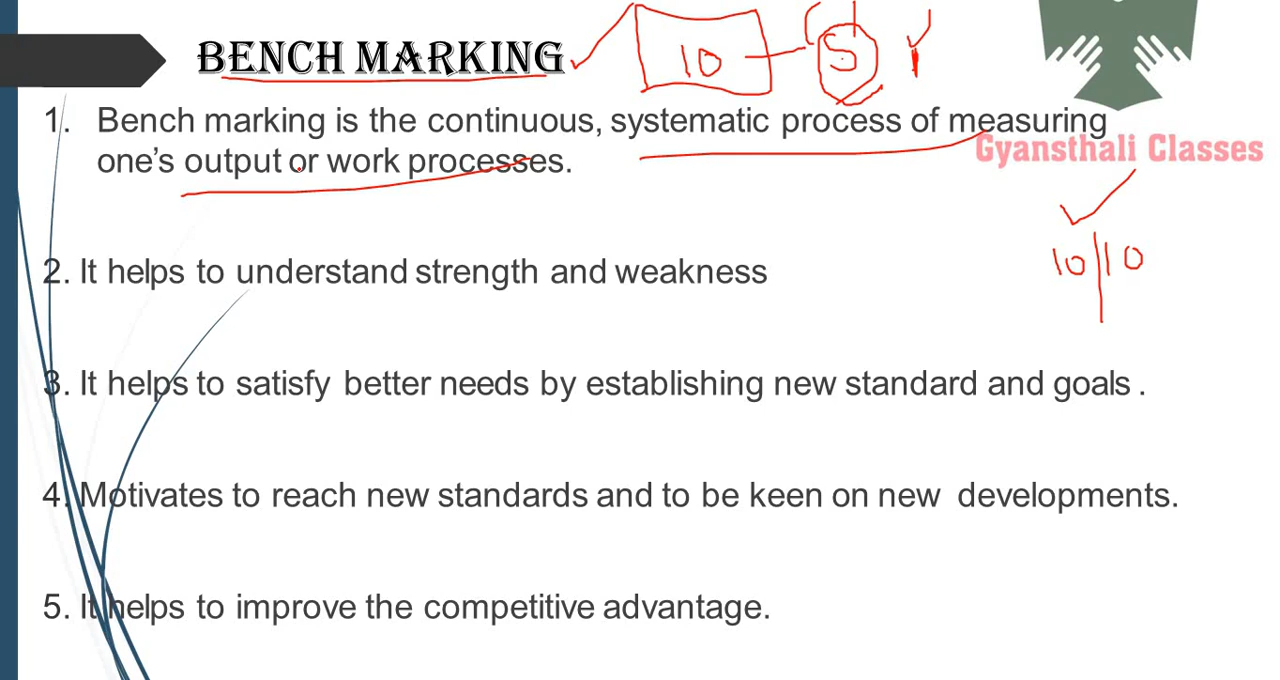 BENCH MARKING
10
5
1. Bench marking is the continuous, systematic process of measuring
one’s output or work processes.
Gyansthali Classes
10 10
2. It helps to understand strength and weakness
3. It helps to satisfy better needs by establishing new standard and goals .
4. Motivates to reach new standards and to be keen on new developments.
5. It helps to improve the competitive advantage.